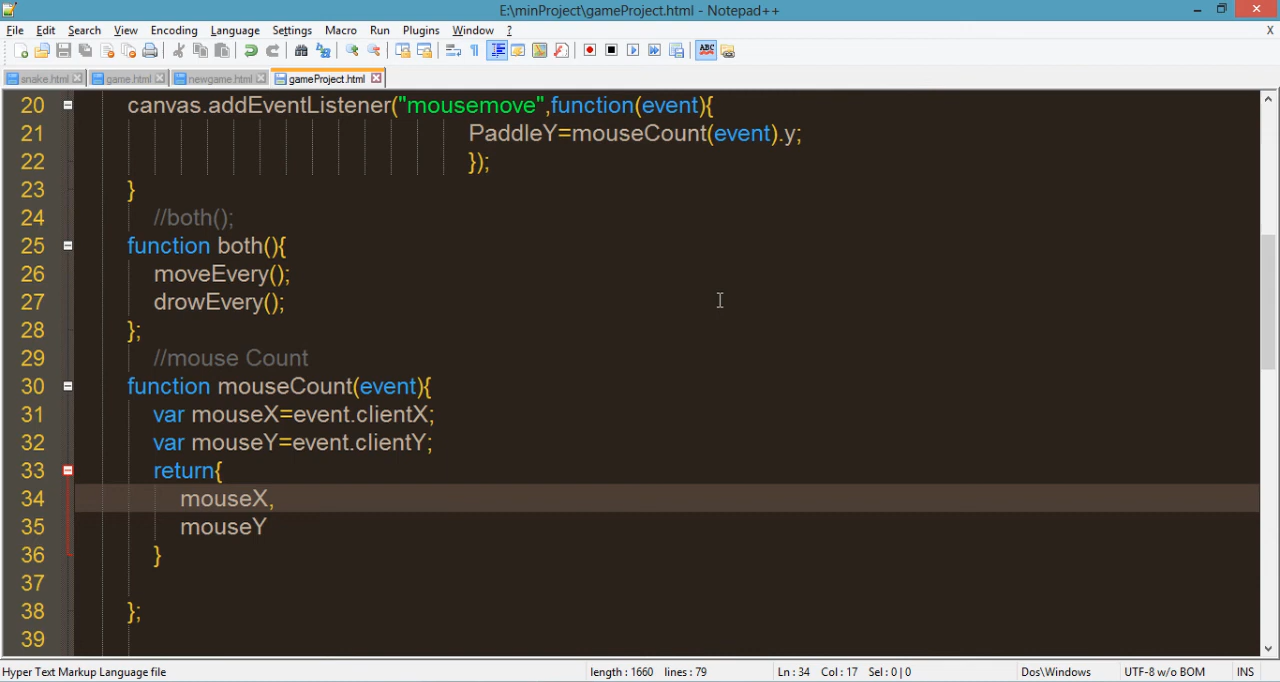 E:\minProject\gameProject.html - Notepad++
File Edit Search View Encoding Language Settings Macro Run Plugins Window ? X
ABC
snake.html game.html newgame.html gameProject.html
20 canvas.addEventListener("mousemove",function(event){
21 PaddleY=mouseCount(event).y;
22 });
23 }
24 //both();
25 function both(){
26 moveEvery();
27 drowEvery();
28 };
29 //mouse Count
30 function mouseCount(event){
31 var mouseX=event.clientX;
32 var mouseY=event.clientY;
33 return{
34 mouseX,
35 mouseY
36 }
37
38 };
39
Hyper Text Markup Language file length : 1660 lines : 79 Ln : 34 Col : 17 Sel : 0 | 0 Dos\Windows UTF-8 w/o BOM INS